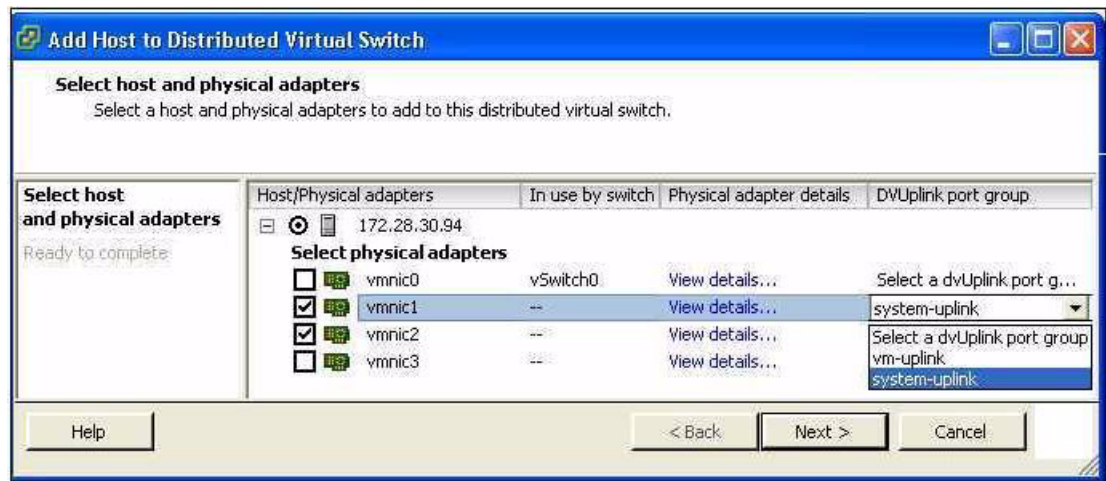 Add Host to Distributed Virtual Switch
Select host and physical adapters
Select a host and physical adapters to add to this distributed virtual switch.
Select host
and physical adapters
Ready to complete
Host/Physical adapters In use by switch Physical adapter details DVUplink port group
172.28.30.94
Select physical adapters
vmnic0 vSwitch0 View details... Select a dvUplink port g...
vmnic1 -- View details... system-uplink
vmnic2 -- View details... Select a dvUplink port group
vm-uplink
vmnic3 -- View details... system-uplink
Help < Back Next > Cancel